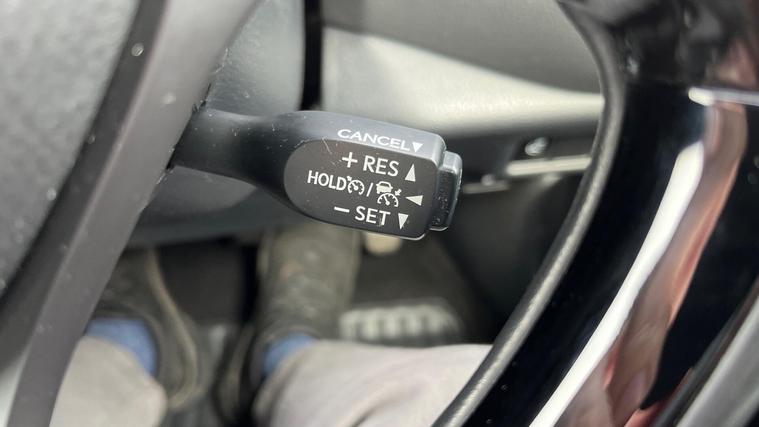 CANCEL▼
+ RES ▲
HOLD / ◀
− SET ▼